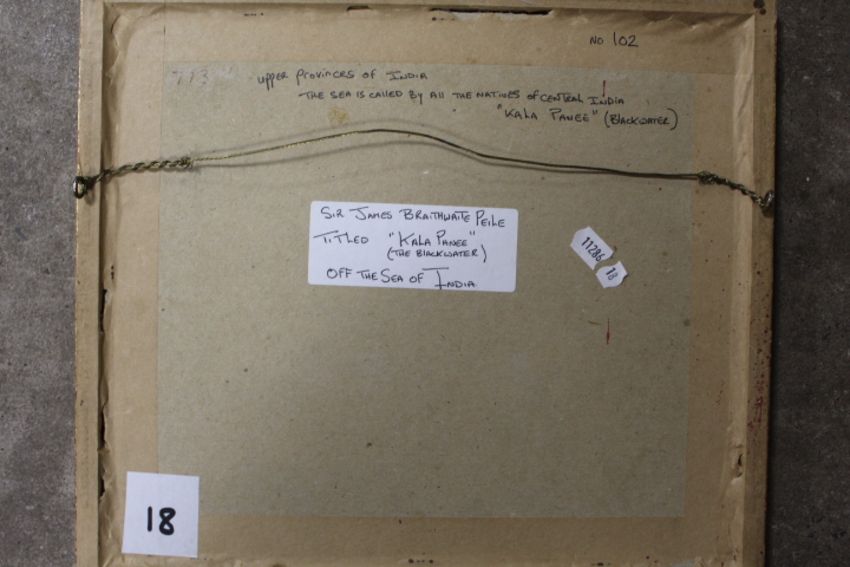 No 102
713
upper provinces of India
The sea is called by all the natives of central India
"Kala Panee" (Blackwater)
Sir James Braithwaite Peile
Titled "Kala Panee"
(The Blackwater)
Off the Sea of India.
11286
18
18